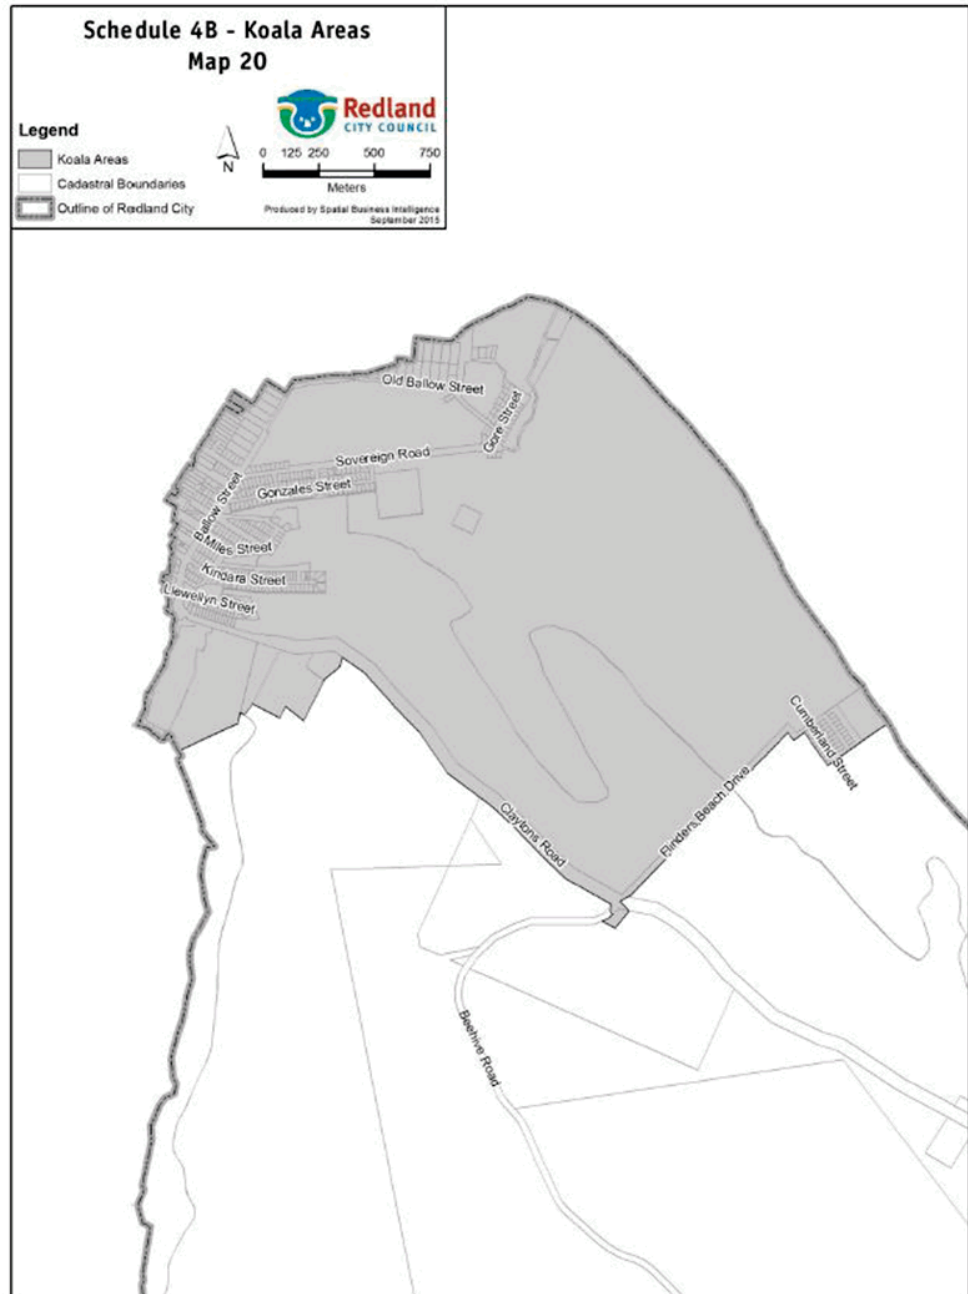 Schedule 4B - Koala Areas
Map 20
Redland
CITY COUNCIL
Legend
Koala Areas
Cadastral Boundaries
Outline of Redland City
N
0 125 250 500 750
Meters
Produced by Spatial Business Intelligence
September 2015
Old Ballow Street
Gore Street
Sovereign Road
Gonzales Street
Ballow Street
Miles Street
Kindara Street
Llewellyn Street
Cumberland Street
Flinders Beach Drive
Claytons Road
Beehive Road